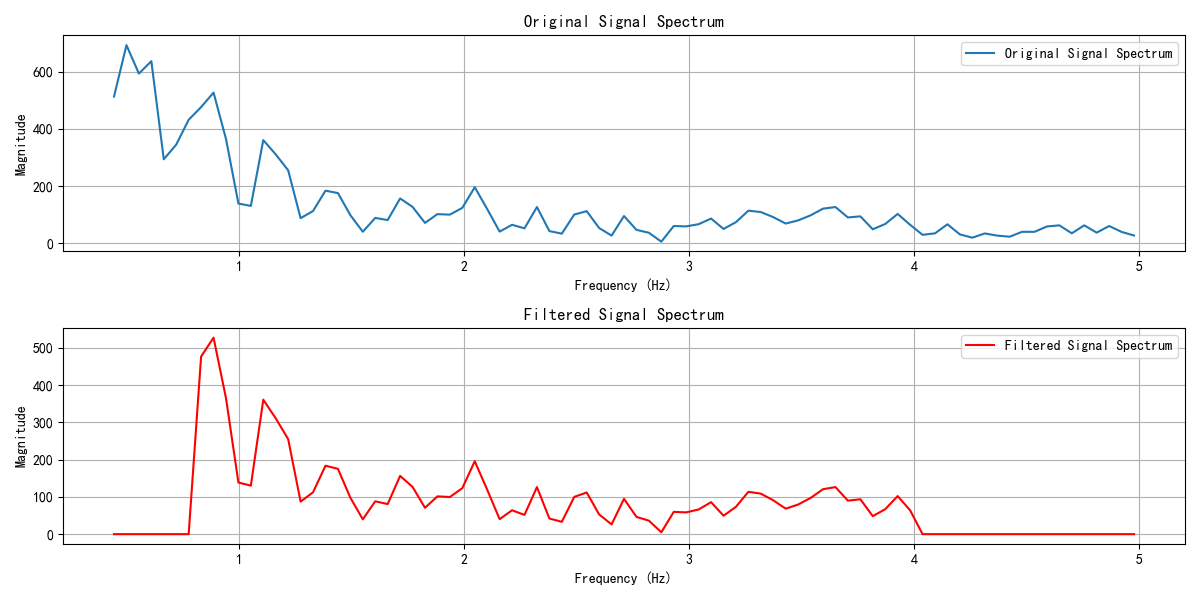 Original Signal Spectrum
Original Signal Spectrum
Magnitude
600
400
200
0
1
2
3
4
5
Frequency (Hz)
Filtered Signal Spectrum
Filtered Signal Spectrum
Magnitude
500
400
300
200
100
0
1
2
3
4
5
Frequency (Hz)